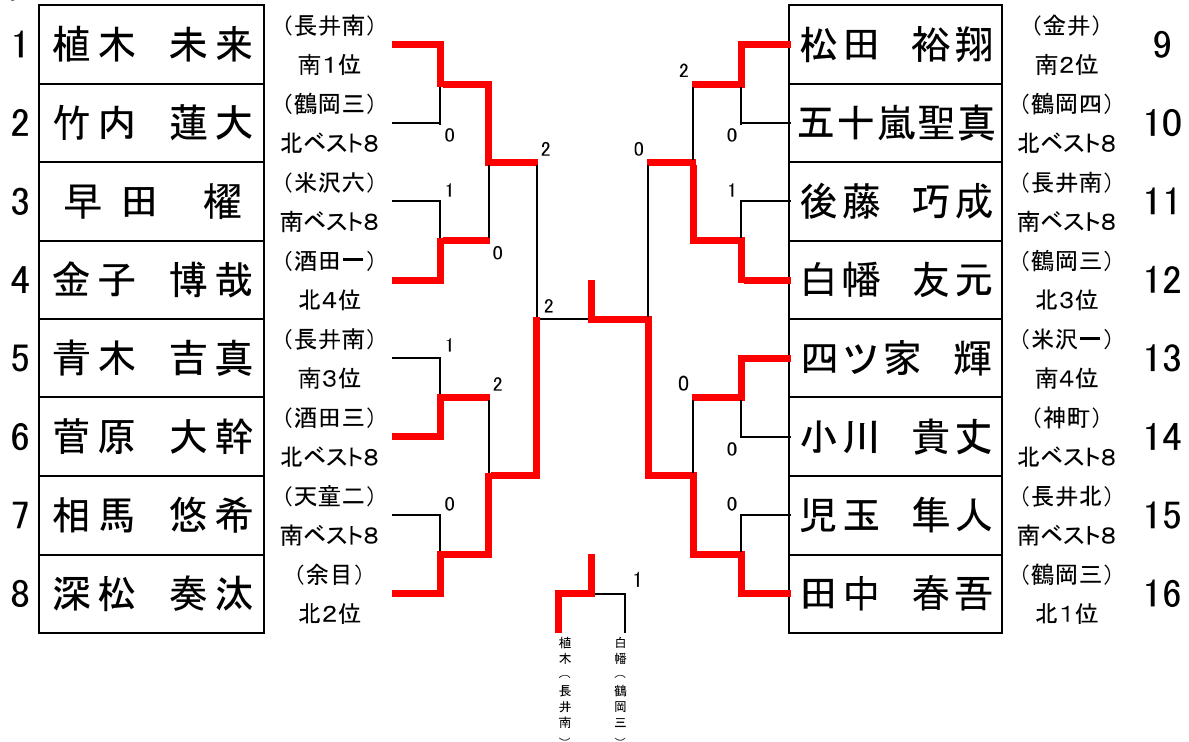 1 植木 未来 (長井南) 南1位
2 竹内 蓮大 (鶴岡三) 北ベスト8
3 早田 櫂 (米沢六) 南ベスト8
4 金子 博哉 (酒田一) 北4位
5 青木 吉真 (長井南) 南3位
6 菅原 大幹 (酒田三) 北ベスト8
7 相馬 悠希 (天童二) 南ベスト8
8 深松 奏汰 (余目) 北2位
0
1
1
0
2
0
2
2
2
0
2
0
0
1
0
0
松田 裕翔 (金井) 南2位 9
五十嵐聖真 (鶴岡四) 北ベスト8 10
後藤 巧成 (長井南) 南ベスト8 11
白幡 友元 (鶴岡三) 北3位 12
四ツ家 輝 (米沢一) 南4位 13
小川 貴丈 (神町) 北ベスト8 14
児玉 隼人 (長井北) 南ベスト8 15
田中 春吾 (鶴岡三) 北1位 16
1
植木(長井南)
白幡(鶴岡三)